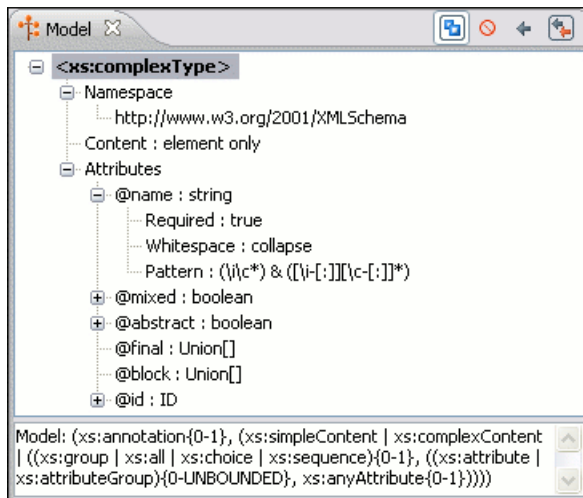 Model
<xs:complexType>
Namespace
http://www.w3.org/2001/XMLSchema
Content : element only
Attributes
@name : string
Required : true
Whitespace : collapse
Pattern : (\i\c*) & ([\i-[:]][\c-[:]]*)
@mixed : boolean
@abstract : boolean
@final : Union[]
@block : Union[]
@id : ID
Model: (xs:annotation{0-1}, (xs:simpleContent | xs:complexContent
| ((xs:group | xs:all | xs:choice | xs:sequence){0-1}, ((xs:attribute |
xs:attributeGroup){0-UNBOUNDED}, xs:anyAttribute{0-1}))))